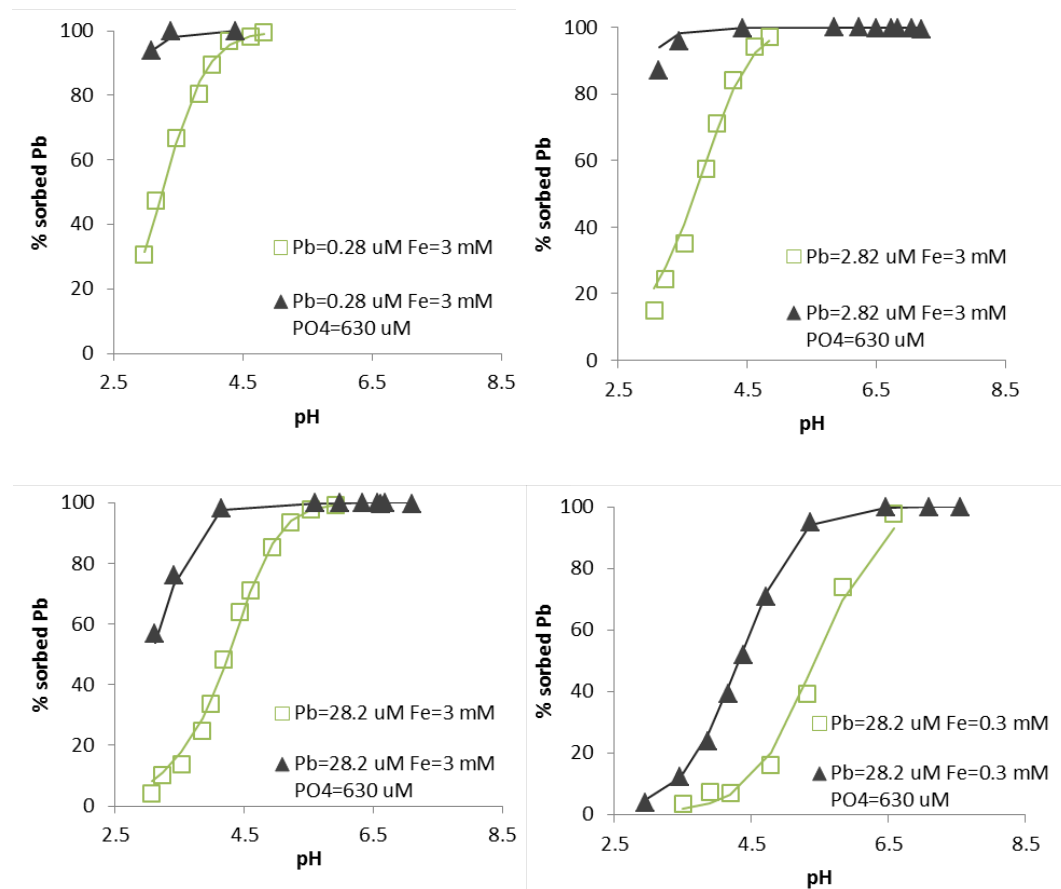 100
80
60
40
20
0
% sorbed Pb
Pb=0.28 uM Fe=3 mM
Pb=0.28 uM Fe=3 mM
PO4=630 uM
2.5 4.5 6.5 8.5
pH
100
80
60
40
20
0
% sorbed Pb
Pb=2.82 uM Fe=3 mM
Pb=2.82 uM Fe=3 mM
PO4=630 uM
2.5 4.5 6.5 8.5
pH
100
80
60
40
20
0
% sorbed Pb
Pb=28.2 uM Fe=3 mM
Pb=28.2 uM Fe=3 mM
PO4=630 uM
2.5 4.5 6.5 8.5
pH
100
80
60
40
20
0
% sorbed Pb
Pb=28.2 uM Fe=0.3 mM
Pb=28.2 uM Fe=0.3 mM
PO4=630 uM
2.5 4.5 6.5 8.5
pH